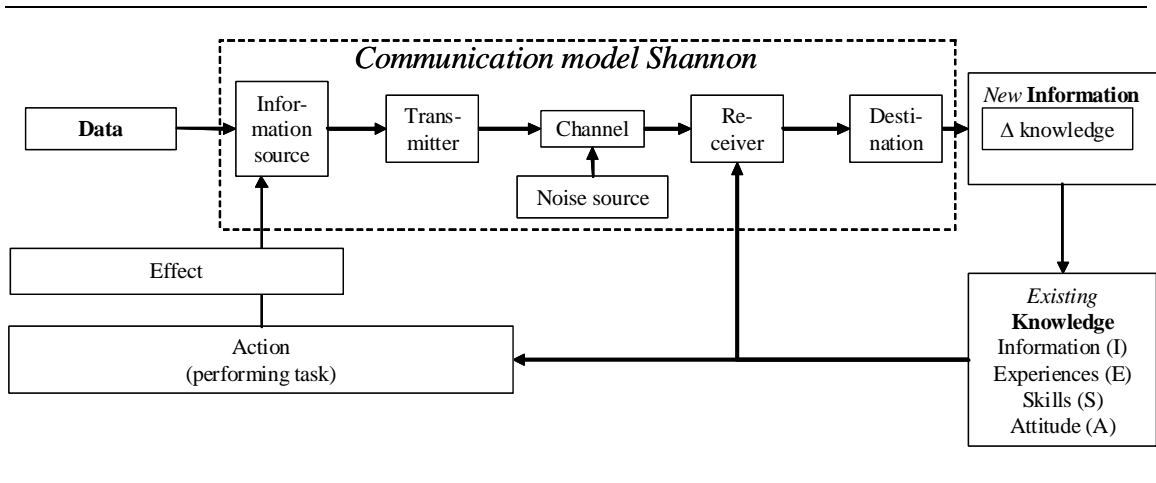 Communication model Shannon
Data
Infor-
mation
source
Trans-
mitter
Channel
Noise source
Re-
ceiver
Desti-
nation
New Information
Δ knowledge
Effect
Action
(performing task)
Existing
Knowledge
Information (I)
Experiences (E)
Skills (S)
Attitude (A)